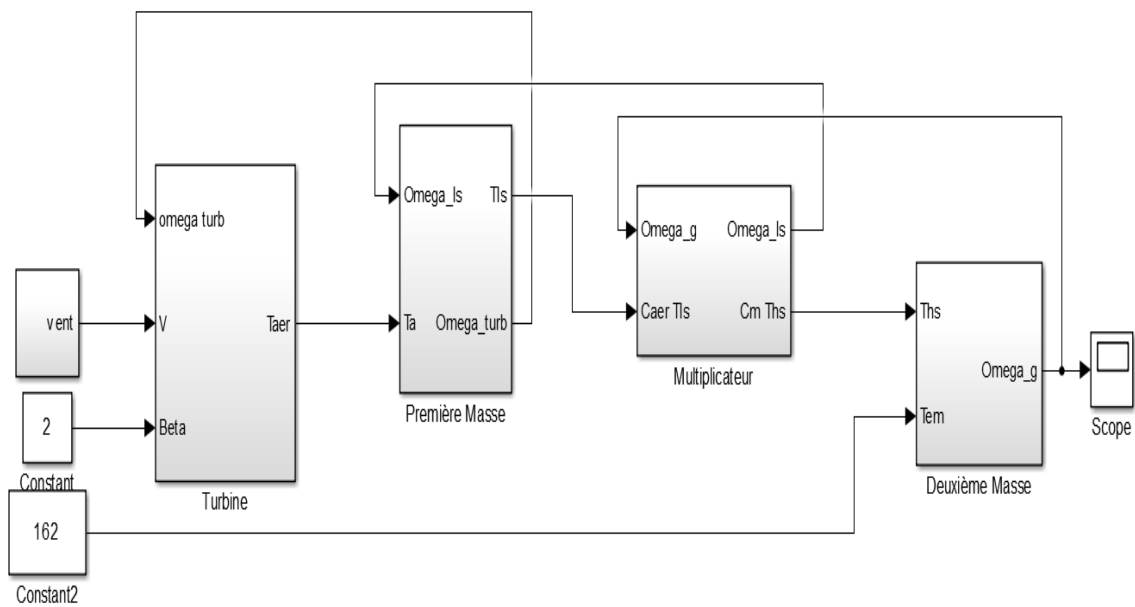 omega turb
V
Beta
Taer
Turbine
vent
2
Constant
162
Constant2
Omega_ls
Tls
Ta
Omega_turb
Première Masse
Omega_g
Omega_ls
Caer Tls
Cm Ths
Multiplicateur
Ths
Omega_g
Tem
Deuxième Masse
Scope